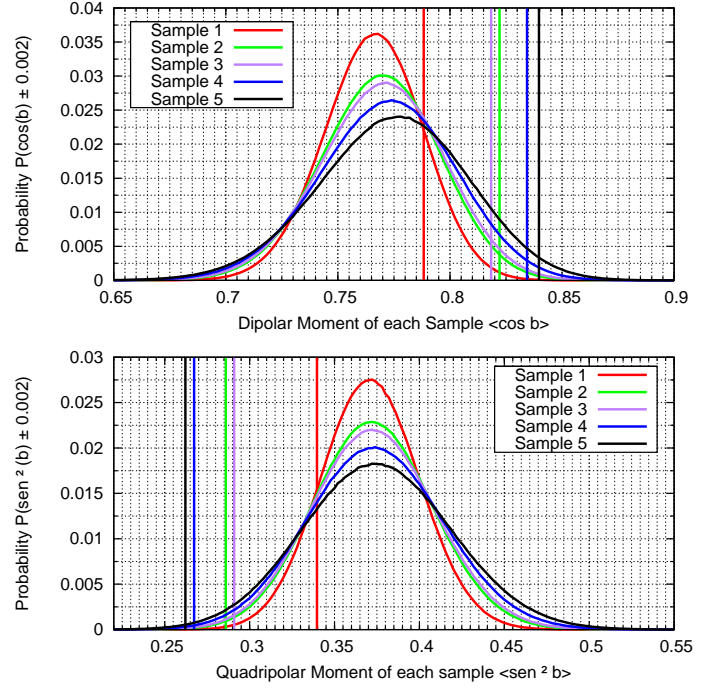 0.04
0.035
0.03
0.025
0.02
0.015
0.01
0.005
0
Probability P(cos(b) ± 0.002)
Sample 1
Sample 2
Sample 3
Sample 4
Sample 5
0.65 0.7 0.75 0.8 0.85 0.9
Dipolar Moment of each Sample <cos b>
0.03
0.025
0.02
0.015
0.01
0.005
0
Probability P(sen ² (b) ± 0.002)
Sample 1
Sample 2
Sample 3
Sample 4
Sample 5
0.25 0.3 0.35 0.4 0.45 0.5 0.55
Quadripolar Moment of each sample <sen ² b>